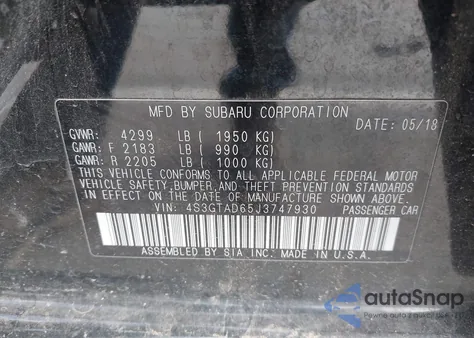 MFD BY SUBARU CORPORATION
DATE: 05/18
GVWR: 4299 LB ( 1950 KG)
GAWR: F 2183 LB ( 990 KG)
GAWR: R 2205 LB ( 1000 KG)
THIS VEHICLE CONFORMS TO ALL APPLICABLE FEDERAL MOTOR
VEHICLE SAFETY, BUMPER, AND THEFT PREVENTION STANDARDS
IN EFFECT ON THE DATE OF MANUFACTURE SHOWN ABOVE.
VIN: 4S3GTAD65J3747930 PASSENGER CAR
ASSEMBLED BY SIA INC. MADE IN U.S.A.
autaSnap